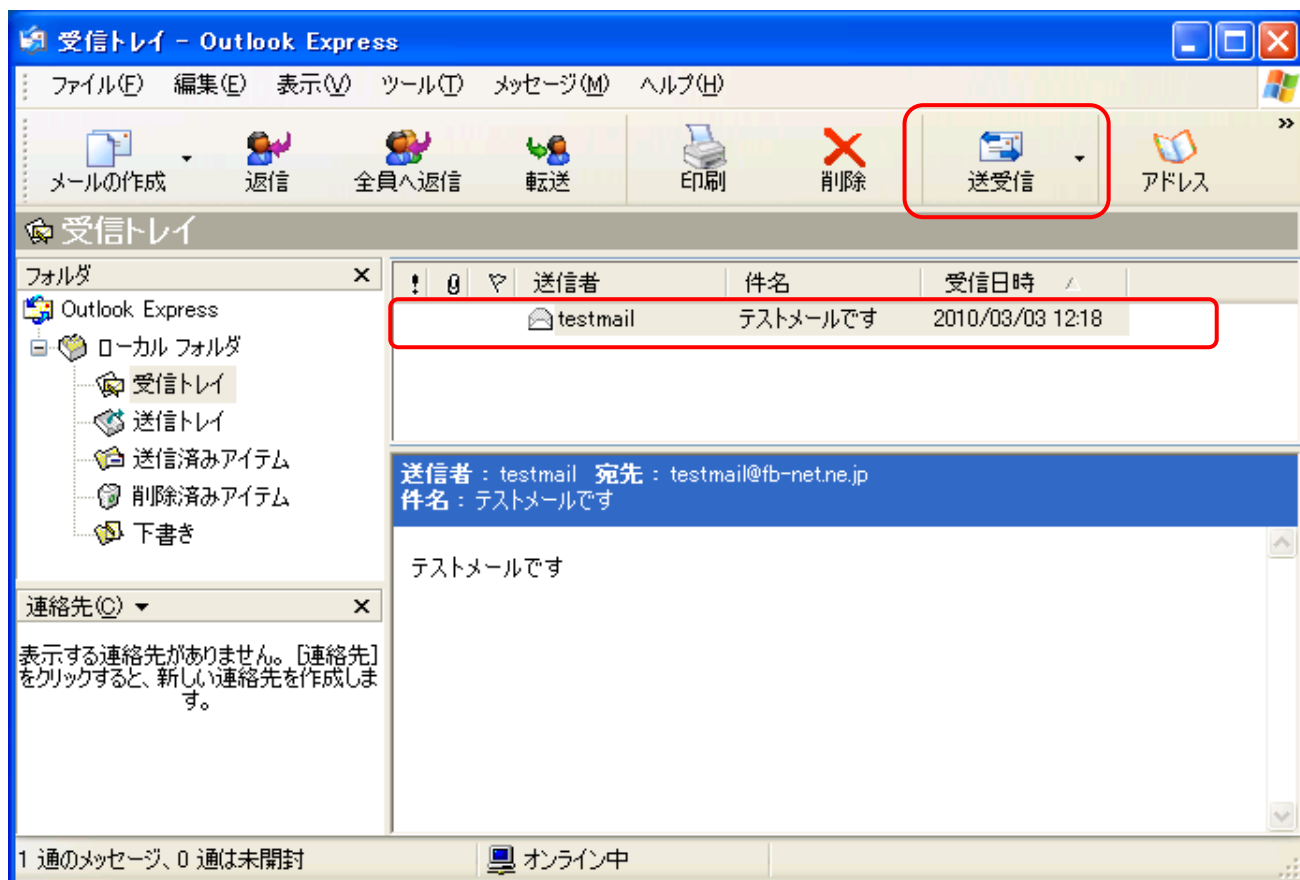 受信トレイ - Outlook Express
ファイル(F) 編集(E) 表示(V) ツール(T) メッセージ(M) ヘルプ(H)
メールの作成 返信 全員へ返信 転送 印刷 削除 送受信 アドレス »
受信トレイ
フォルダ ×
Outlook Express
ローカル フォルダ
受信トレイ
送信トレイ
送信済みアイテム
削除済みアイテム
下書き
連絡先(C) ×
表示する連絡先がありません。[連絡先]
をクリックすると、新しい連絡先を作成しま
す。
! 送信者 件名 受信日時
testmail テストメールです 2010/03/03 12:18
送信者 : testmail 宛先 : testmail@fb-net.ne.jp
件名 : テストメールです
テストメールです
1 通のメッセージ、0 通は未開封 オンライン中